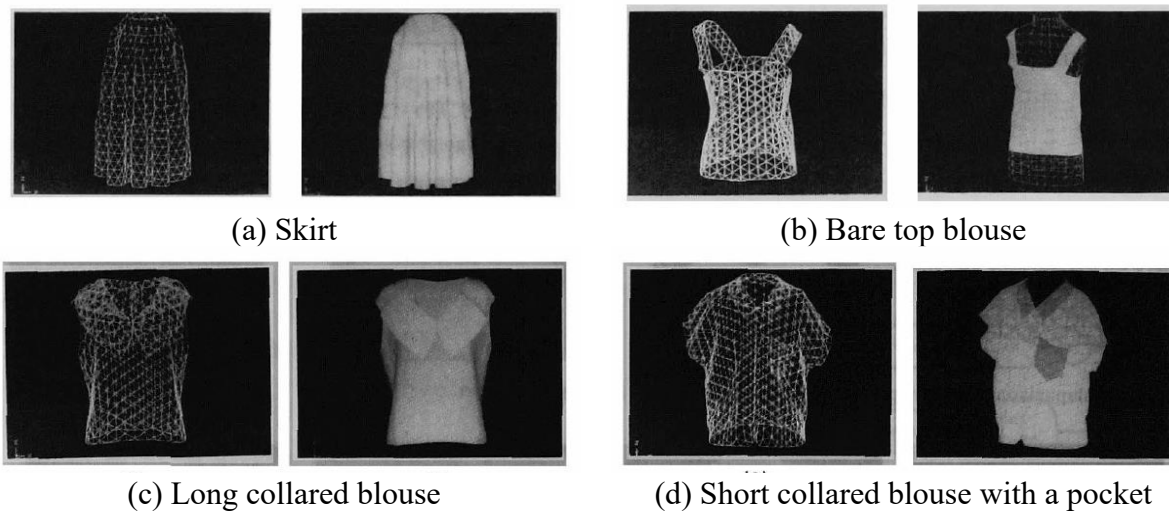 (a) Skirt
(b) Bare top blouse
(c) Long collared blouse
(d) Short collared blouse with a pocket